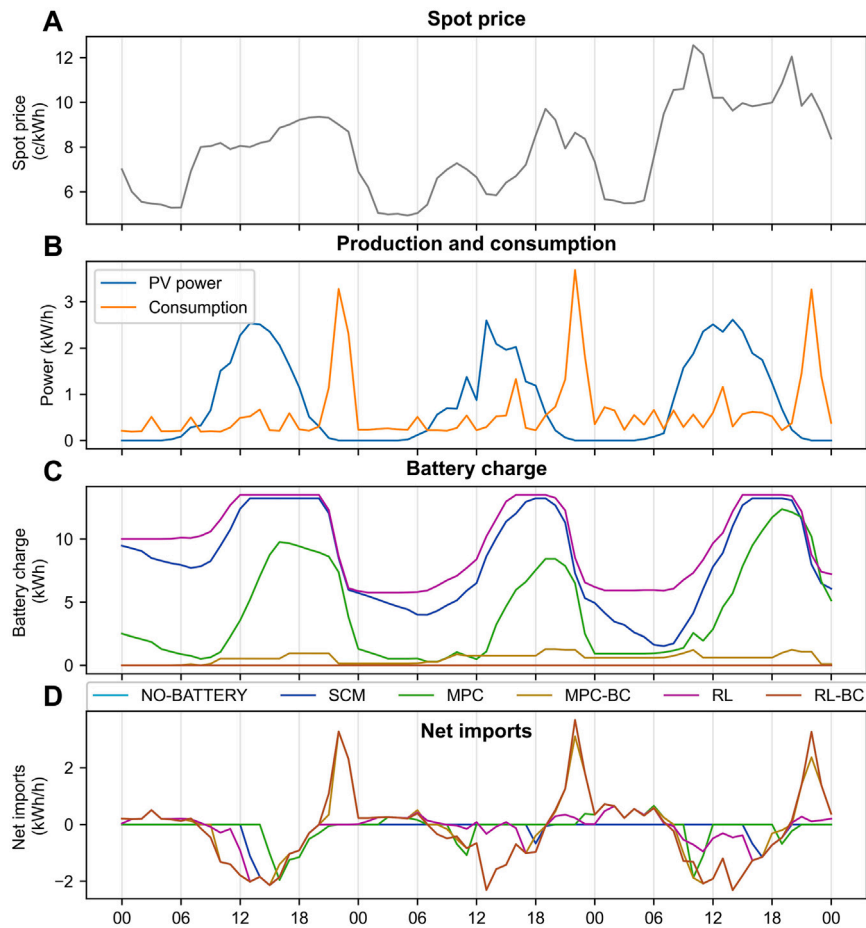 A
Spot price
Spot price
(c/kWh)
12
10
8
6
B
Production and consumption
PV power
Consumption
Power (kW/h)
3
2
1
0
C
Battery charge
Battery charge
(kWh)
10
5
0
D
NO-BATTERY SCM MPC MPC-BC RL RL-BC
Net imports
Net imports
(kWh/h)
2
0
−2
00 06 12 18 00 06 12 18 00 06 12 18 00